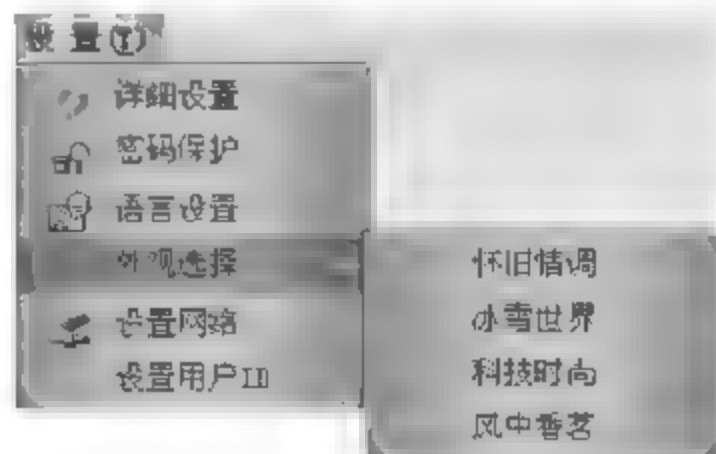 设置(T)
详细设置
密码保护
语言设置
外观选择
设置网络
设置用户ID
怀旧情调
冰雪世界
科技时尚
风中香茗